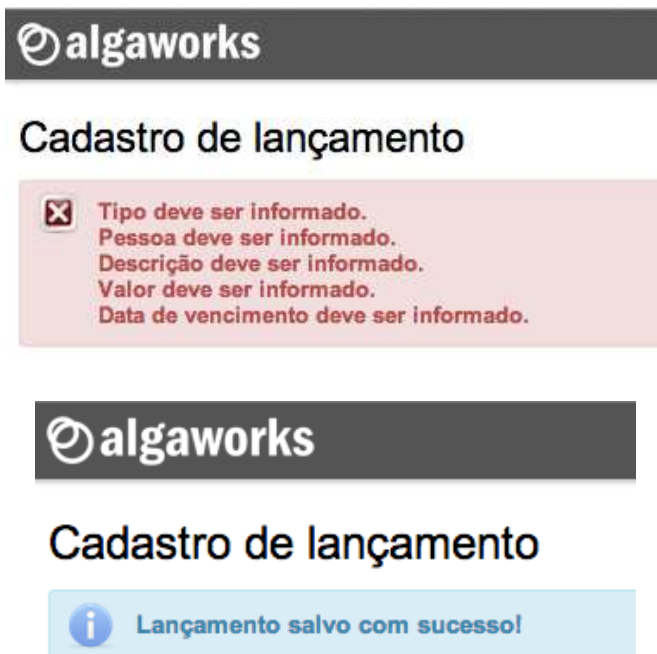 algaworks
Cadastro de lançamento
Tipo deve ser informado.
Pessoa deve ser informado.
Descrição deve ser informado.
Valor deve ser informado.
Data de vencimento deve ser informado.
algaworks
Cadastro de lançamento
Lançamento salvo com sucesso!